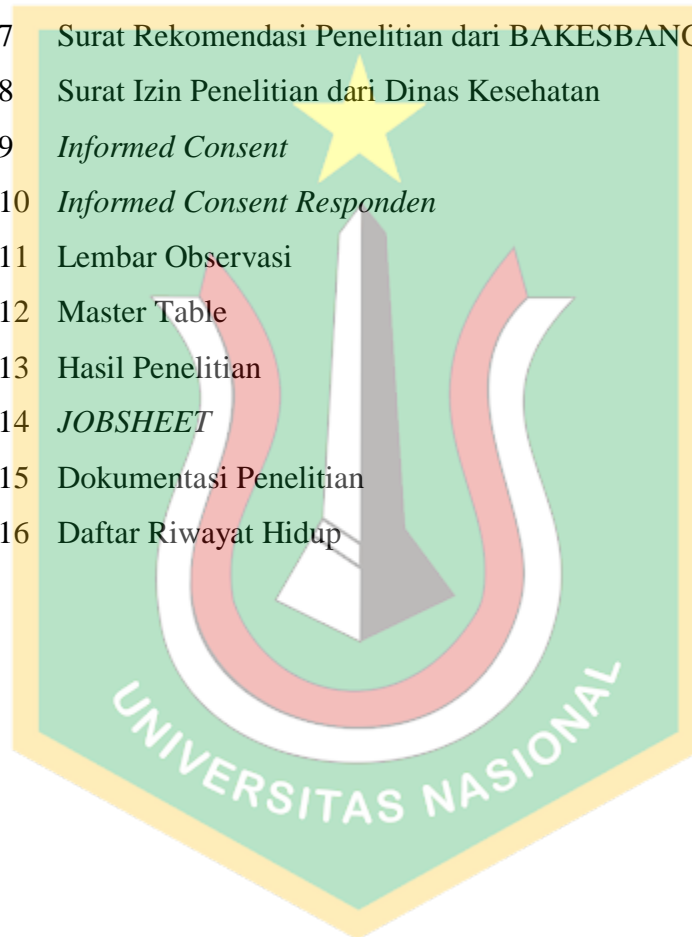 7 Surat Rekomendasi Penelitian dari BAKESBANG
8 Surat Izin Penelitian dari Dinas Kesehatan
9 Informed Consent
10 Informed Consent Responden
11 Lembar Observasi
12 Master Table
13 Hasil Penelitian
14 JOBSHEET
15 Dokumentasi Penelitian
16 Daftar Riwayat Hidup
UNIVERSITAS NASIONAL